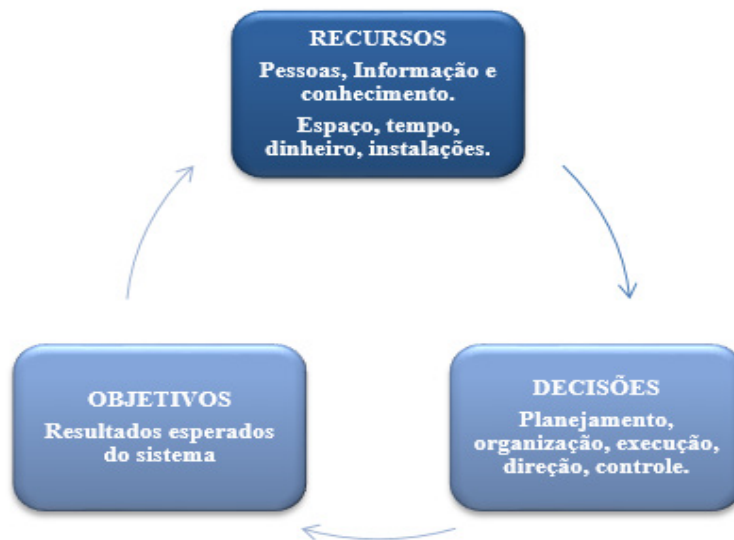 RECURSOS
Pessoas, Informação e
conhecimento.
Espaço, tempo,
dinheiro, instalações.
OBJETIVOS
Resultados esperados
do sistema
DECISÕES
Planejamento,
organização, execução,
direção, controle.